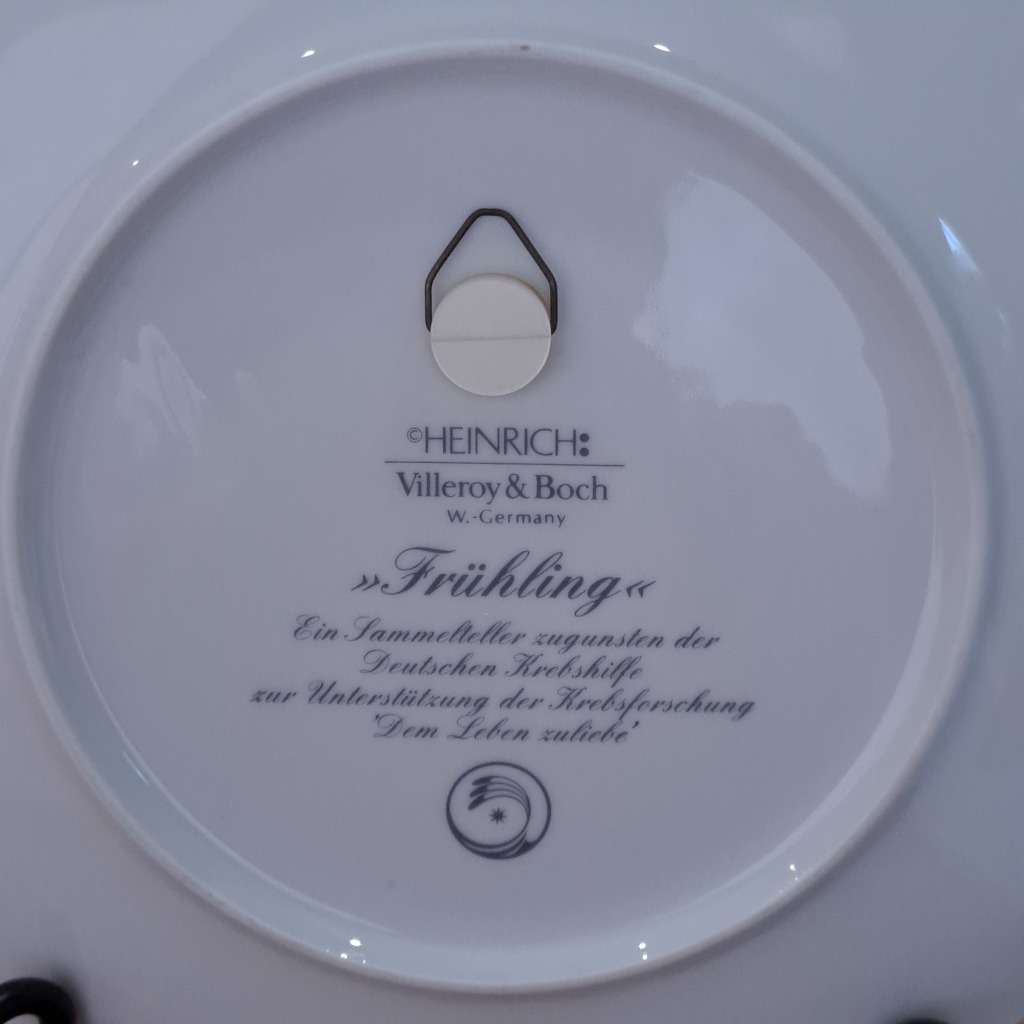 ©HEINRICH:
Villeroy & Boch
W.-Germany
»Frühling«
Ein Sammelteller zugunsten der
Deutschen Krebshilfe
zur Unterstützung der Krebsforschung
'Dem Leben zuliebe'